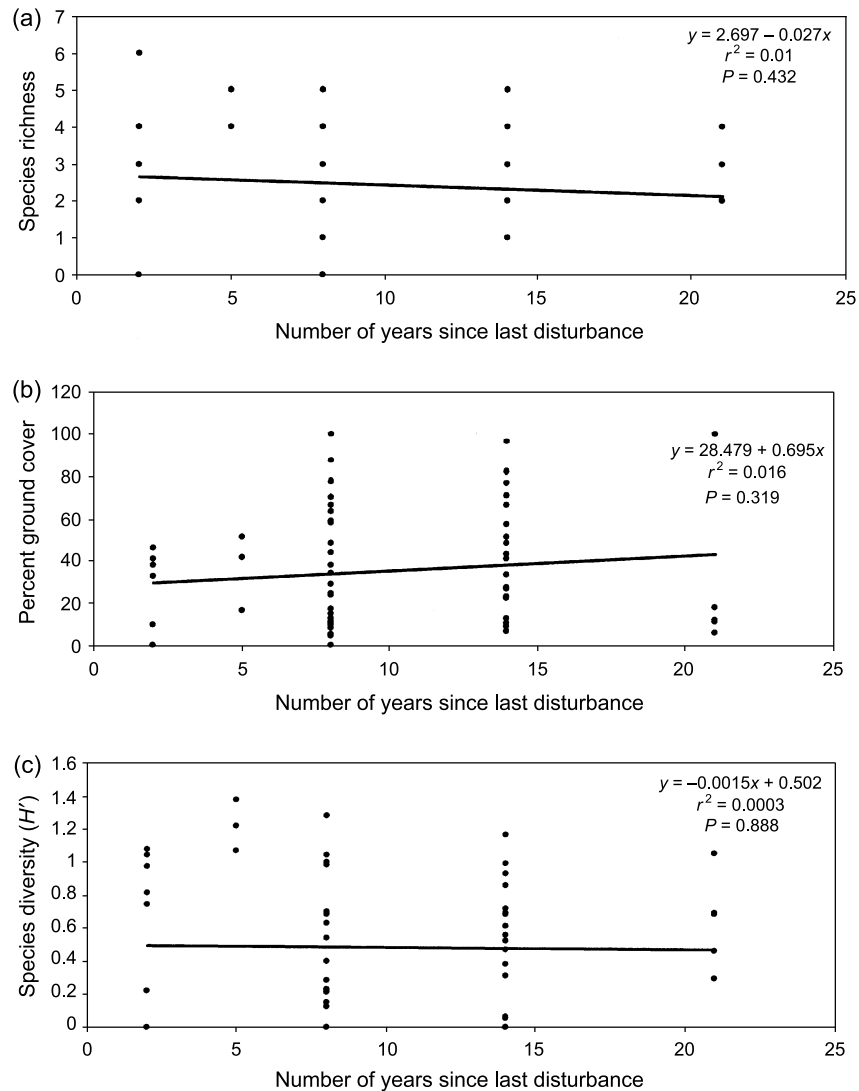 (a)
7
6
5
4
3
2
1
0
Species richness
y = 2.697 – 0.027x
r² = 0.01
P = 0.432
0 5 10 15 20 25
Number of years since last disturbance
(b)
120
100
80
60
40
20
0
Percent ground cover
y = 28.479 + 0.695x
r² = 0.016
P = 0.319
0 5 10 15 20 25
Number of years since last disturbance
(c)
1.6
1.4
1.2
1
0.8
0.6
0.4
0.2
0
Species diversity (H′)
y = –0.0015x + 0.502
r² = 0.0003
P = 0.888
0 5 10 15 20 25
Number of years since last disturbance